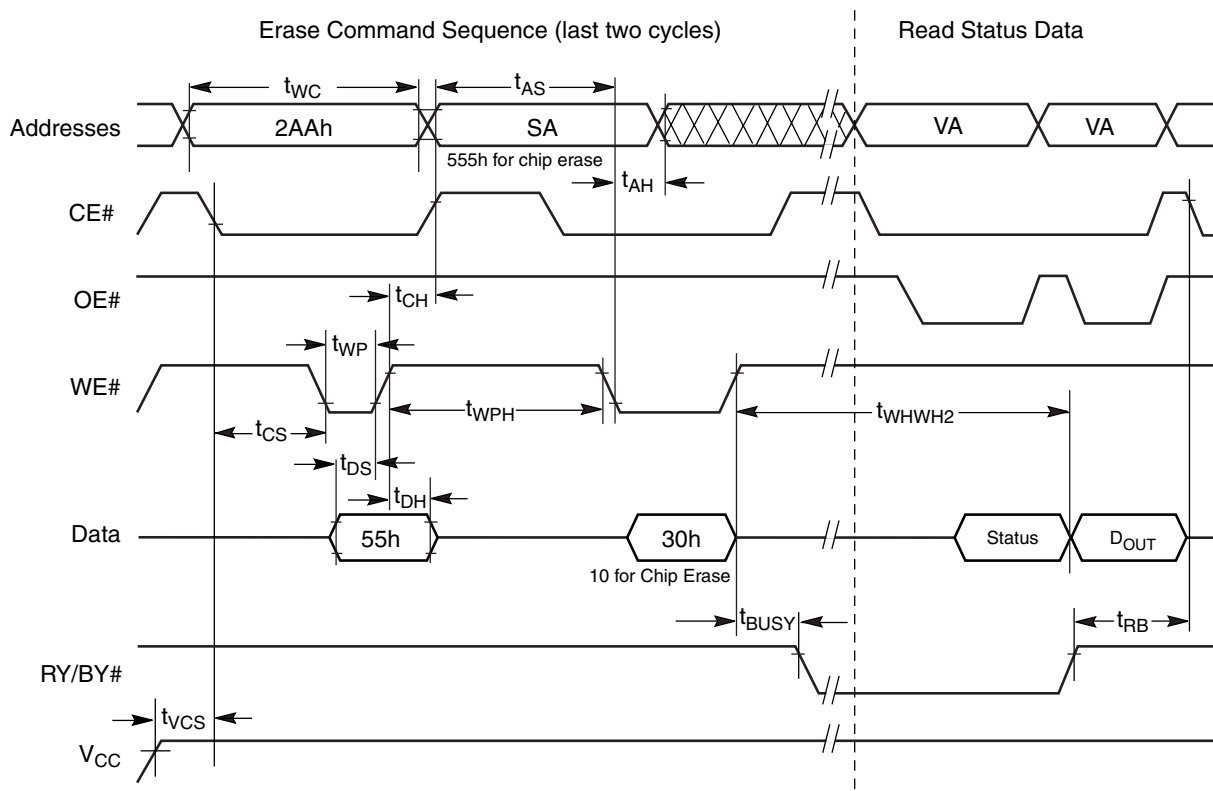 Erase Command Sequence (last two cycles)
Read Status Data
tWC
tAS
Addresses
2AAh
SA
VA
VA
555h for chip erase
tAH
CE#
OE#
tCH
tWP
WE#
tWPH
tWHWH2
tCS
tDS
tDH
Data
55h
30h
Status
DOUT
10 for Chip Erase
tBUSY
tRB
RY/BY#
tVCS
VCC